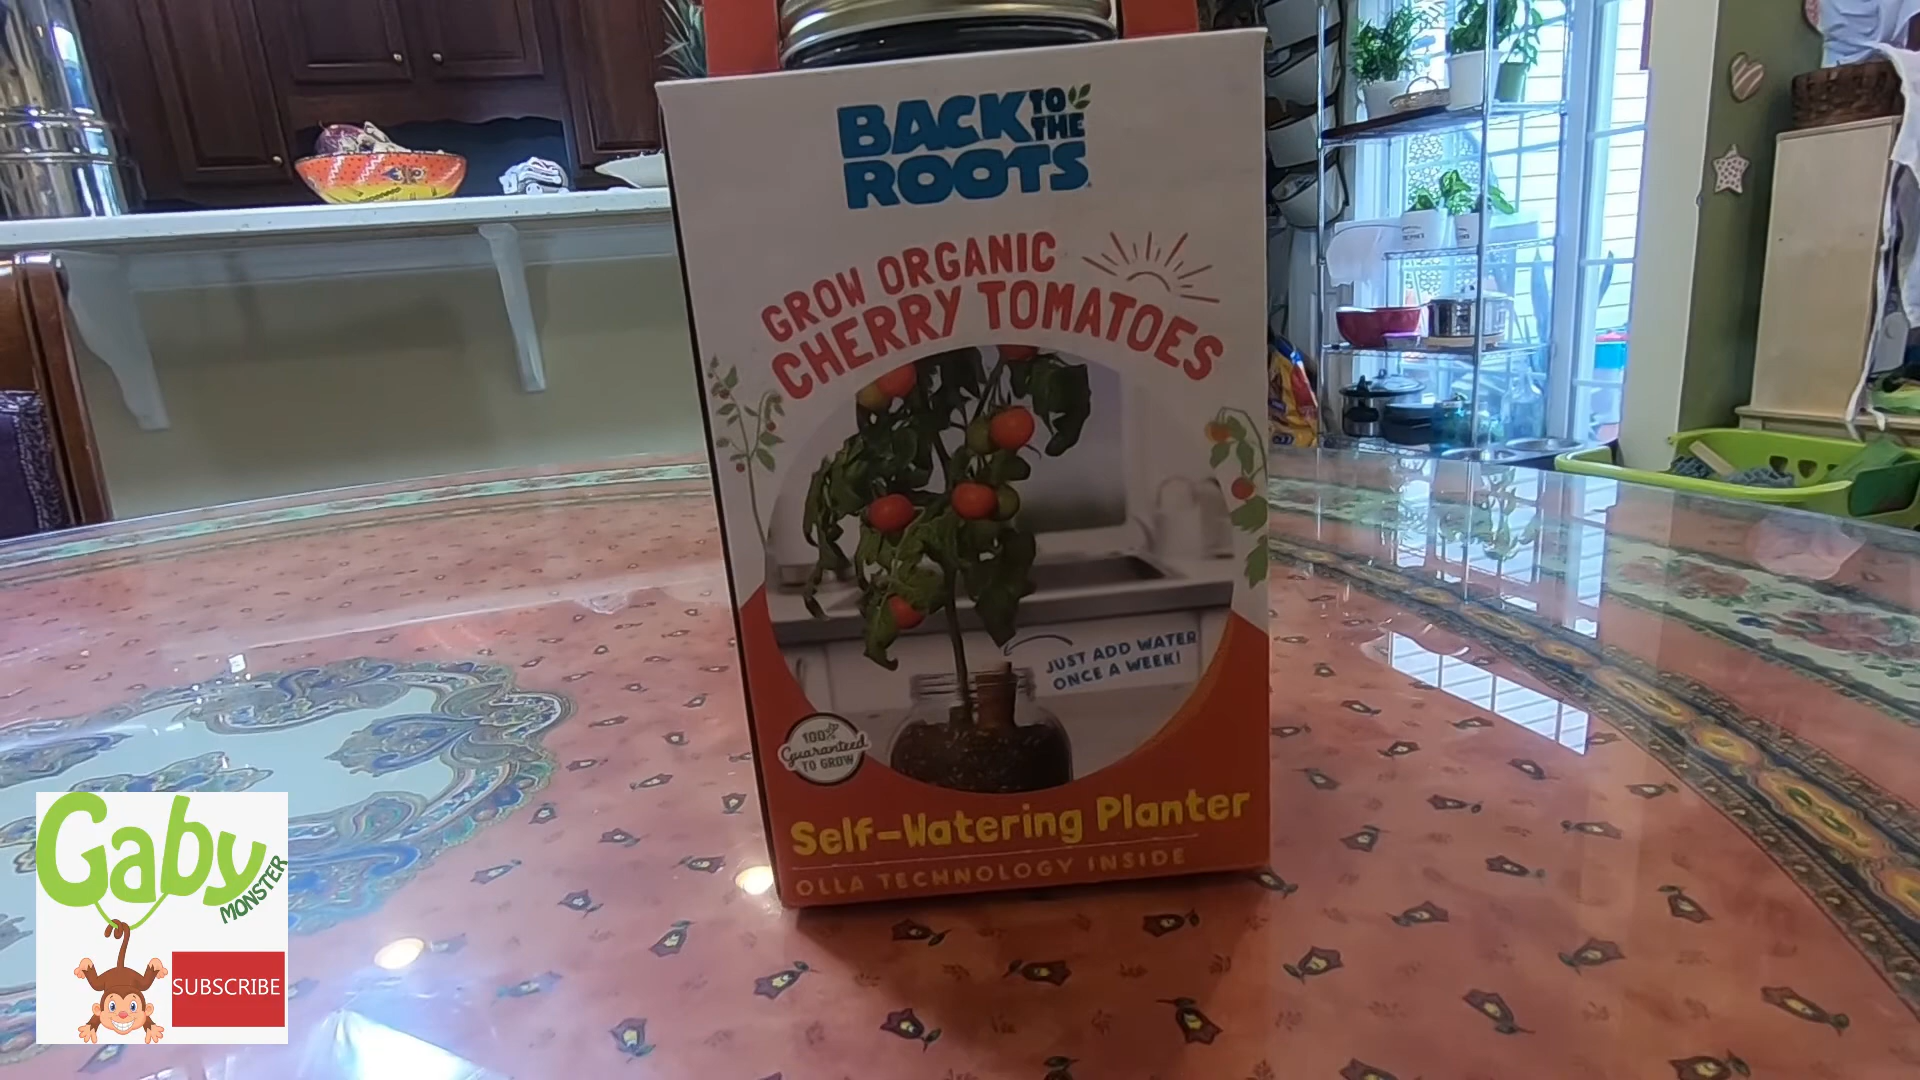 BACK TO THE
ROOTS
GROW ORGANIC
CHERRY TOMATOES
JUST ADD WATER
ONCE A WEEK!
100%
Guaranteed
TO GROW
Self-Watering Planter
OLLA TECHNOLOGY INSIDE
Gaby
MONSTER
SUBSCRIBE